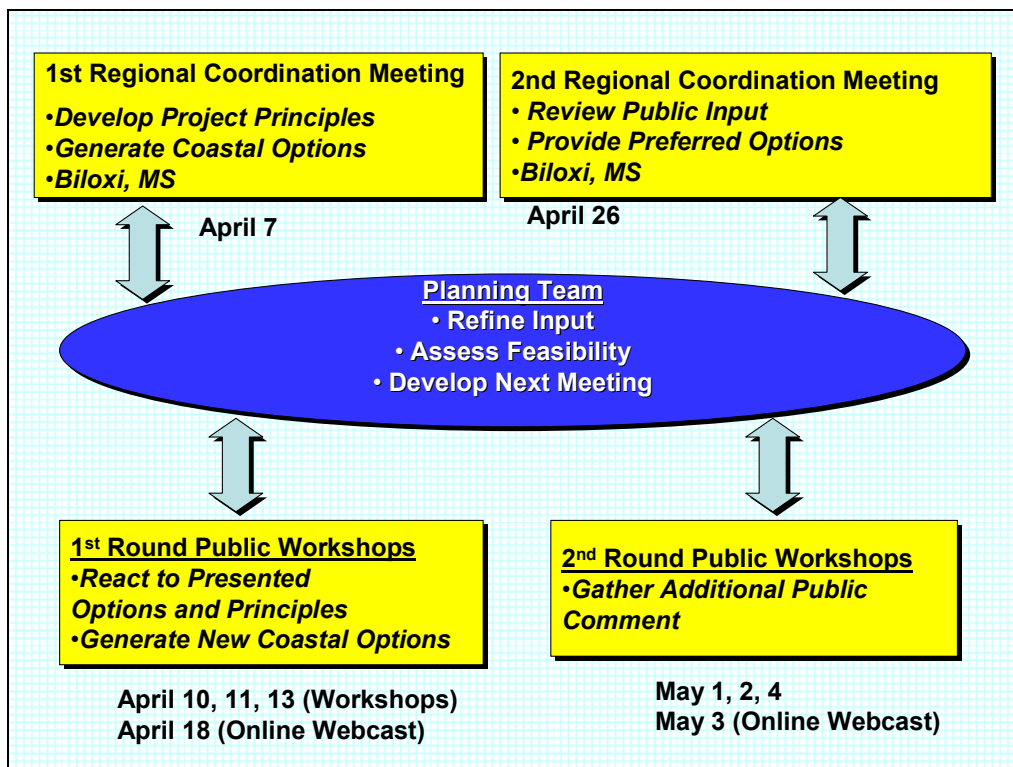 1st Regional Coordination Meeting
•Develop Project Principles
•Generate Coastal Options
•Biloxi, MS
April 7
2nd Regional Coordination Meeting
• Review Public Input
• Provide Preferred Options
•Biloxi, MS
April 26
Planning Team
• Refine Input
• Assess Feasibility
• Develop Next Meeting
1st Round Public Workshops
•React to Presented
Options and Principles
•Generate New Coastal Options
April 10, 11, 13 (Workshops)
April 18 (Online Webcast)
2nd Round Public Workshops
•Gather Additional Public
Comment
May 1, 2, 4
May 3 (Online Webcast)